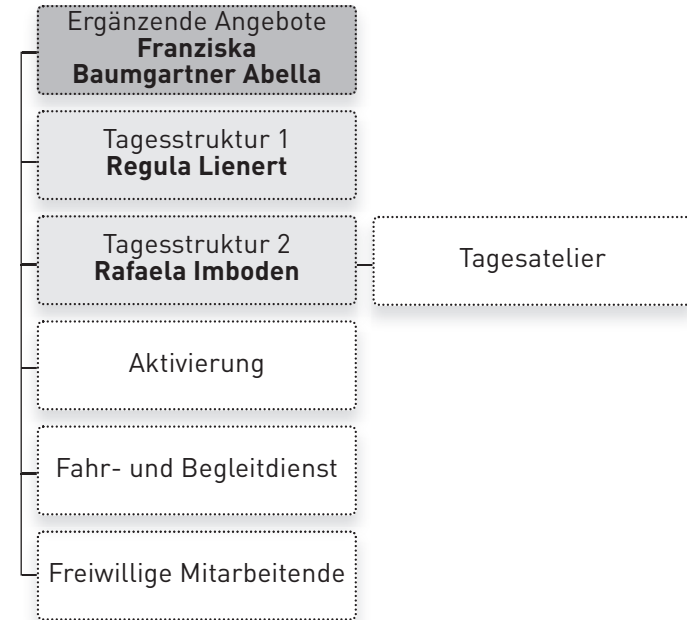 Ergänzende Angebote
Franziska
Baumgartner Abella
Tagesstruktur 1
Regula Lienert
Tagesstruktur 2
Rafaela Imboden
Tagesatelier
Aktivierung
Fahr- und Begleitdienst
Freiwillige Mitarbeitende